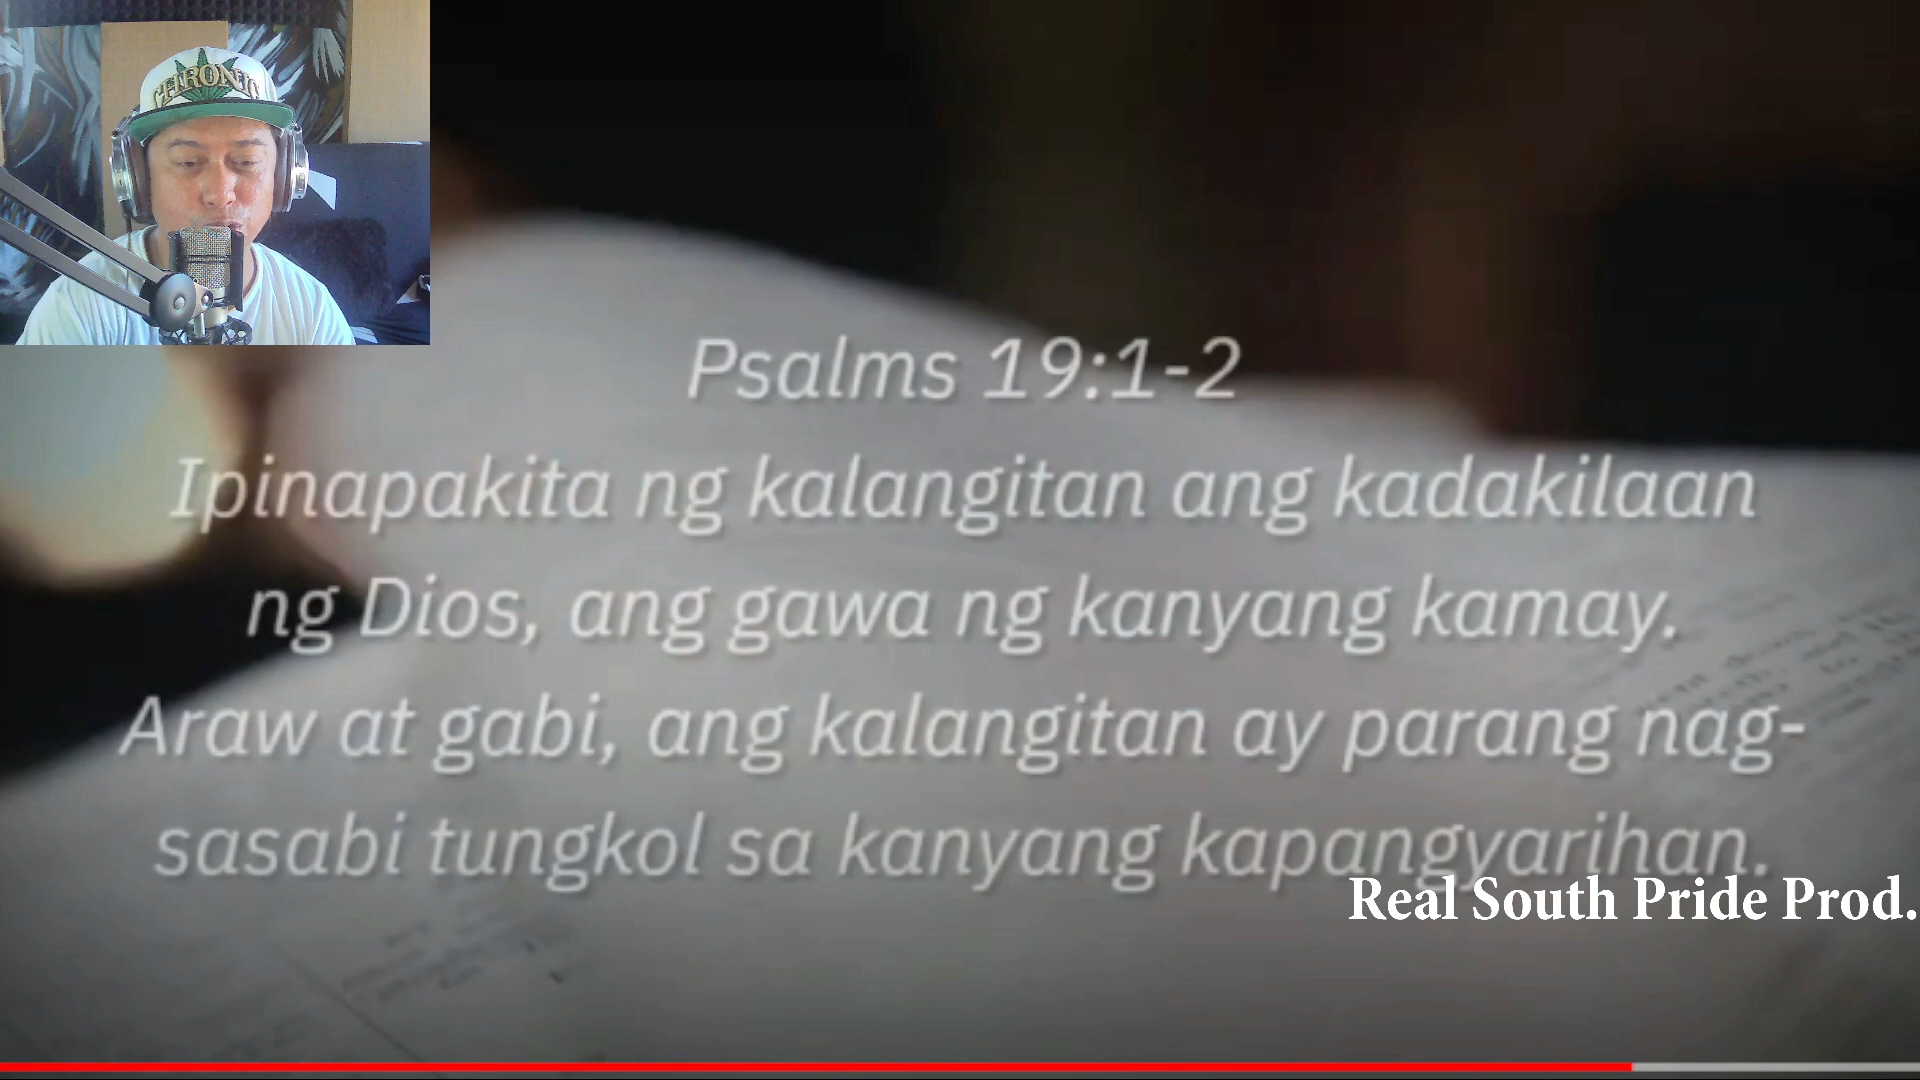 CHRONIC
Psalms 19:1-2
Ipinapakita ng kalangitan ang kadakilaan
ng Dios, ang gawa ng kanyang kamay.
Araw at gabi, ang kalangitan ay parang nag-
sasabi tungkol sa kanyang kapangyarihan.
Real South Pride Prod.